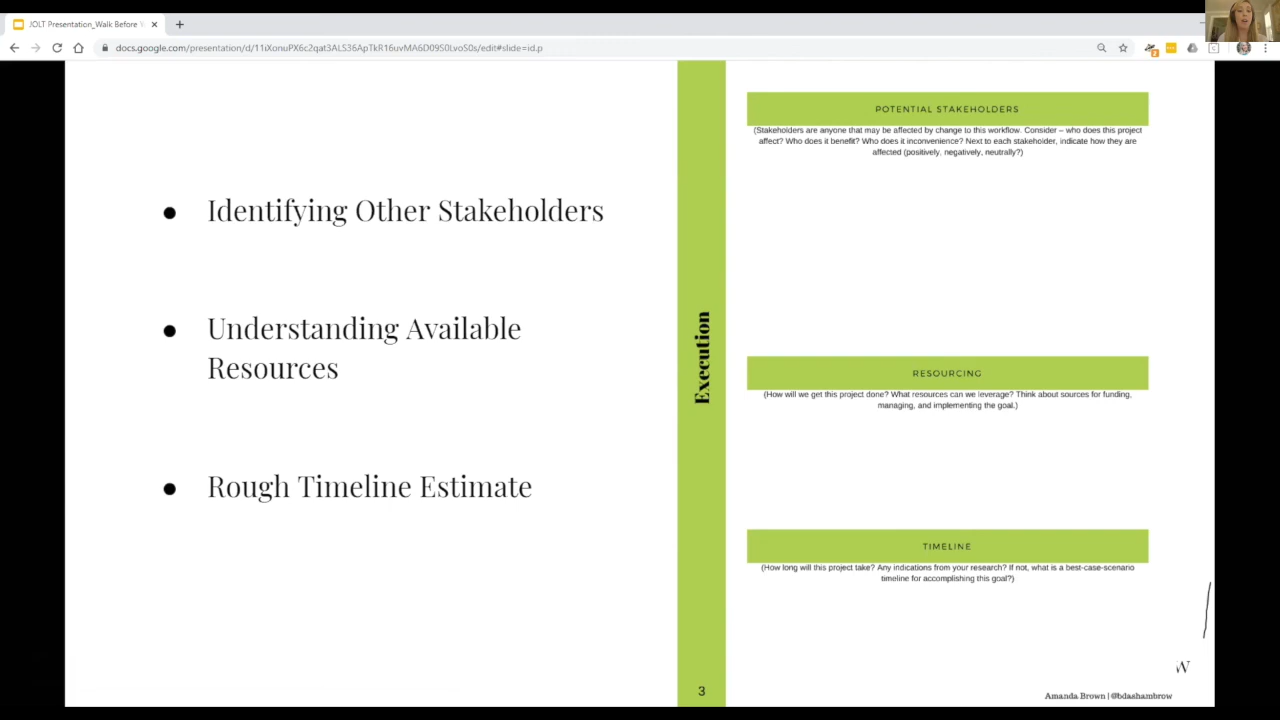 JOLT Presentation_Walk Before
docs.google.com/presentation/d/11iXonuPX6c2qat3ALS36ApTkR16uvMA6D09S0LvoS0s/edit#slide=id.p
Identifying Other Stakeholders
Understanding Available
Resources
Rough Timeline Estimate
Execution
3
POTENTIAL STAKEHOLDERS
(Stakeholders are anyone that may be affected by change to this workflow. Consider – who does this project
affect? Who does it benefit? Who does it inconvenience? Next to each stakeholder, indicate how they are
affected (positively, negatively, neutrally?)
RESOURCING
(How will we get this project done? What resources can we leverage? Think about sources for funding,
managing, and implementing the goal.)
TIMELINE
(How long will this project take? Any indications from your research? If not, what is a best-case-scenario
timeline for accomplishing this goal?)
W
Amanda Brown | @bdashambrow